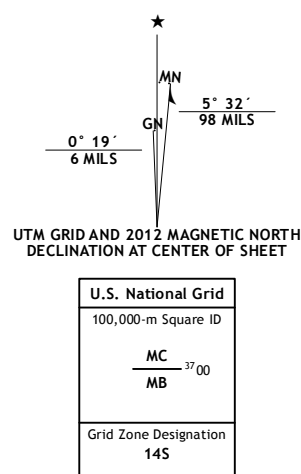 ★
MN
5° 32´
98 MILS
GN
0° 19´
6 MILS
UTM GRID AND 2012 MAGNETIC NORTH
DECLINATION AT CENTER OF SHEET
U.S. National Grid
100,000-m Square ID
MC
3700
MB
Grid Zone Designation
14S